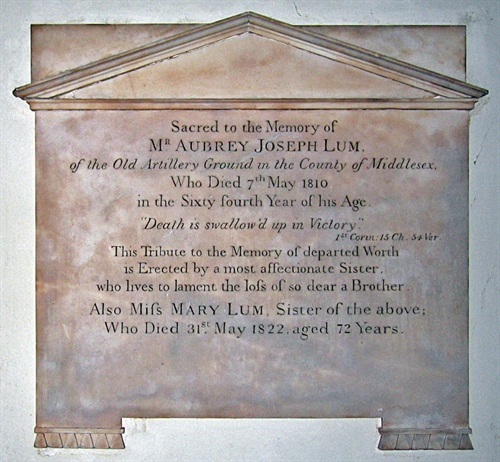 Sacred to the Memory of
Mᴿ AUBREY JOSEPH LUM,
of the Old Artillery Ground in the County of Middlesex,
Who Died 7th May 1810
in the Sixty fourth Year of his Age.
"Death is swallow'd up in Victory."
1st Corin: 15 Ch. 54 Ver.
This Tribute to the Memory of departed Worth
is Erected by a most affectionate Sister,
who lives to lament the loſs of so dear a Brother.
Also Miſs MARY LUM, Sister of the above;
Who Died 31st May 1822, aged 72 Years.